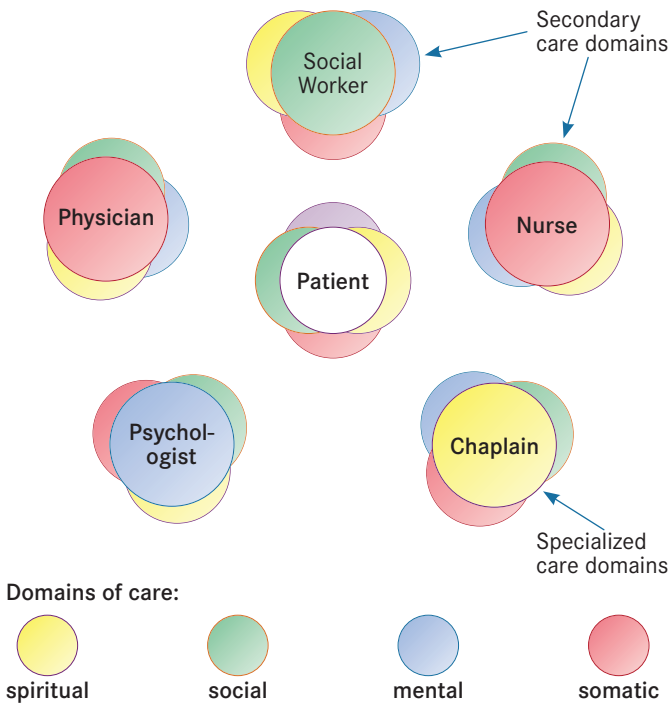 Secondary
care domains
Social
Worker
Physician
Nurse
Patient
Psychol-
ogist
Chaplain
Specialized
care domains
Domains of care:
spiritual
social
mental
somatic